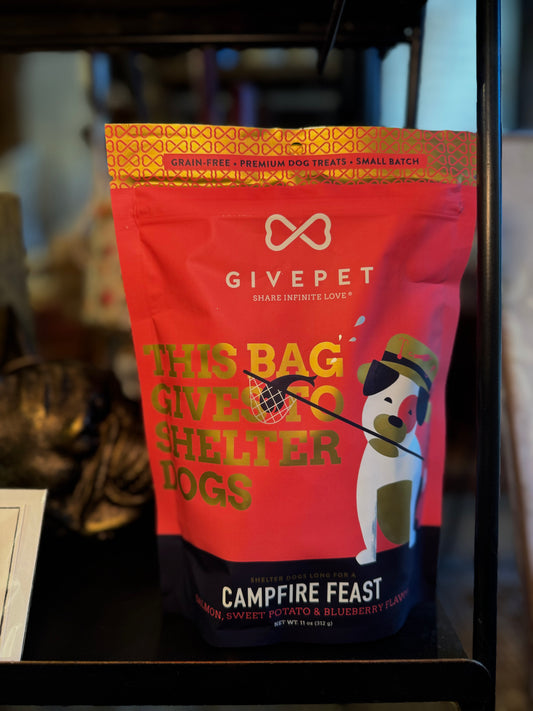 GRAIN-FREE • PREMIUM DOG TREATS • SMALL BATCH
GIVEPET
SHARE INFINITE LOVE®
THIS BAG
GIVES TO
SHELTER
DOGS
SHELTER DOGS LONG FOR A
CAMPFIRE FEAST
SALMON, SWEET POTATO & BLUEBERRY FLAVOR
NET WT. 11 oz (312 g)